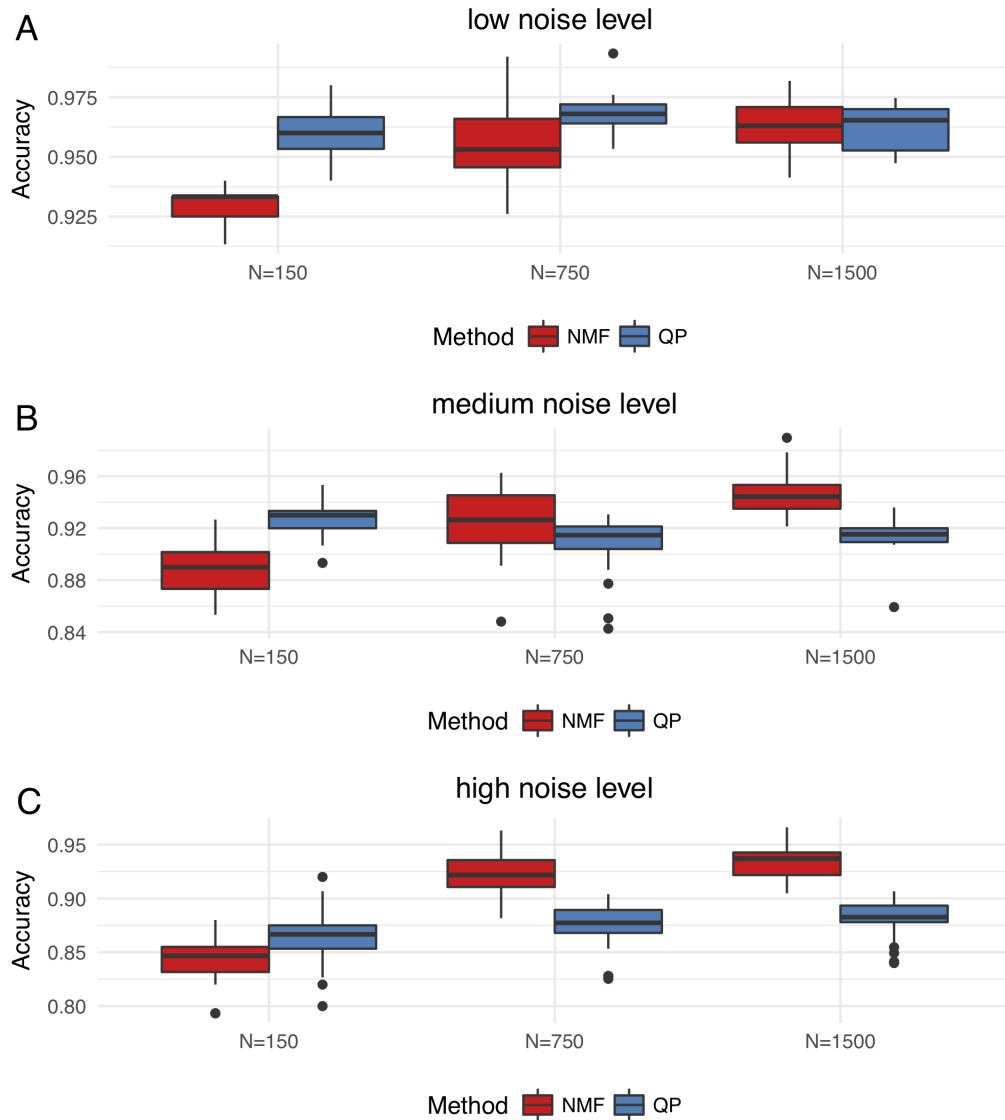 A
low noise level
Accuracy
0.975
0.950
0.925
N=150 N=750 N=1500
Method NMF QP
B
medium noise level
Accuracy
0.96
0.92
0.88
0.84
N=150 N=750 N=1500
Method NMF QP
C
high noise level
Accuracy
0.95
0.90
0.85
0.80
N=150 N=750 N=1500
Method NMF QP